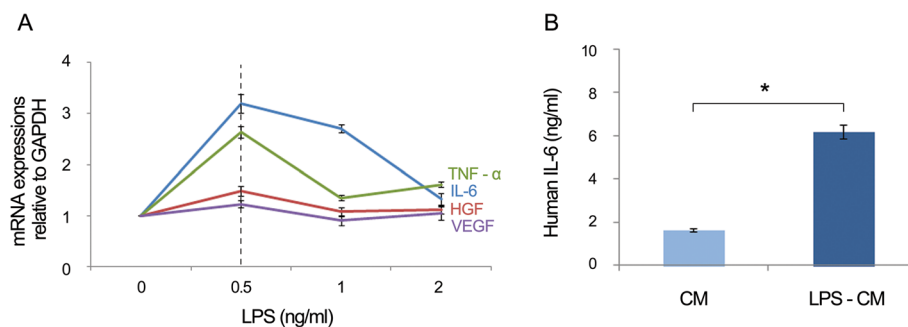 A
mRNA expressions
relative to GAPDH
4
3
2
1
0
TNF - α
IL-6
HGF
VEGF
0
0.5
1
2
LPS (ng/ml)
B
Human IL-6 (ng/ml)
10
8
6
4
2
0
*
CM
LPS - CM